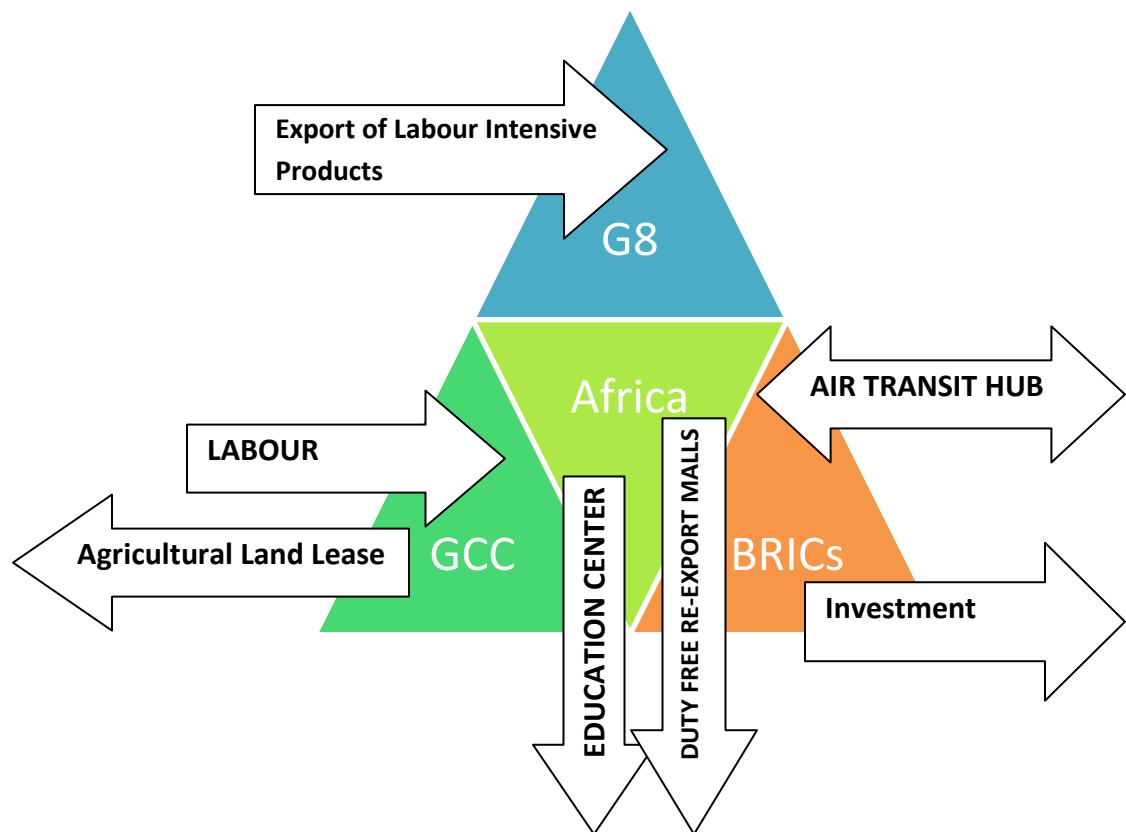 Export of Labour Intensive
Products
G8
Africa
AIR TRANSIT HUB
LABOUR
Agricultural Land Lease
GCC
EDUCATION CENTER
DUTY FREE RE-EXPORT MALLS
BRICs
Investment